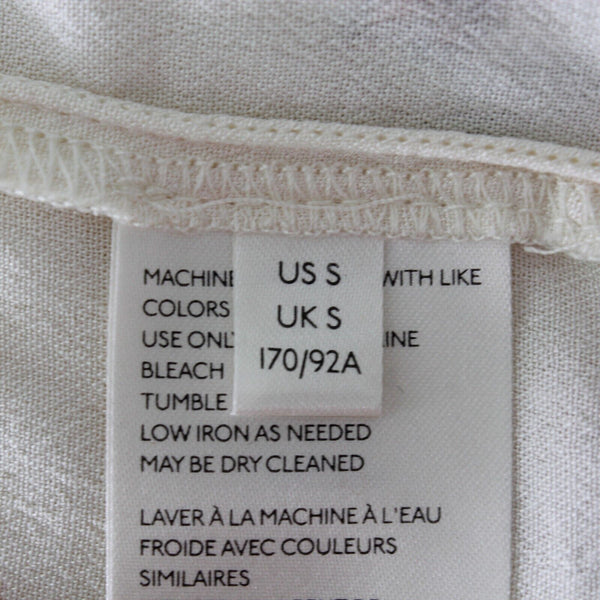 US S
UK S
170/92A
MACHINE
WITH LIKE
COLORS
USE ONL
INE
BLEACH
TUMBLE
LOW IRON AS NEEDED
MAY BE DRY CLEANED
LAVER À LA MACHINE À L'EAU
FROIDE AVEC COULEURS
SIMILAIRES